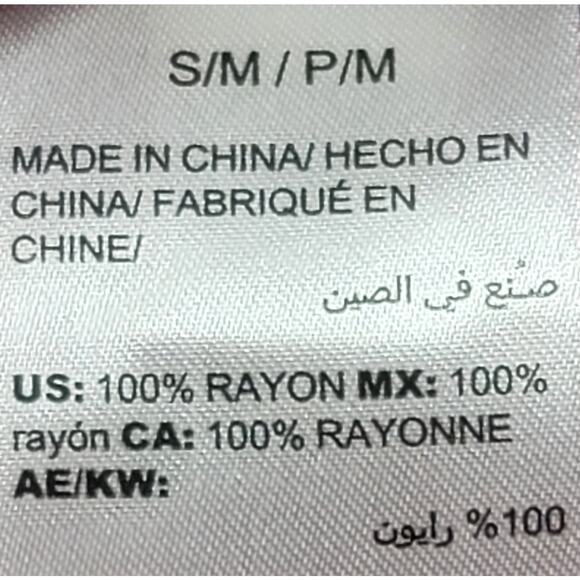 S/M / P/M
MADE IN CHINA/ HECHO EN
CHINA/ FABRIQUÉ EN
CHINE/
صُنع في الصين
US: 100% RAYON MX: 100%
rayón CA: 100% RAYONNE
AE/KW:
100% رايون